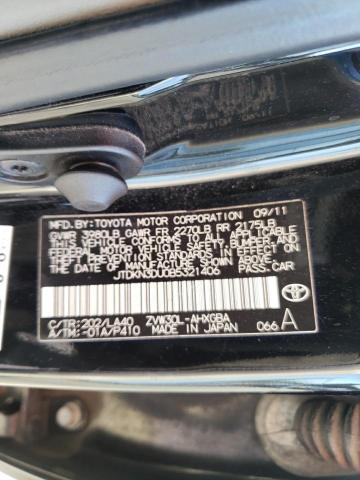 MFD. BY:TOYOTA MOTOR CORPORATION 09/11
GVWR 3980LB GAWR FR 2270LB RR 2175LB
THIS VEHICLE CONFORMS TO ALL APPLICABLE
FEDERAL MOTOR VEHICLE SAFETY, BUMPER, AND
THEFT PREVENTION STANDARDS IN EFFECT ON
THE DATE OF MANUFACTURE SHOWN ABOVE.
JTDKN3DU0B5321406
PASS. CAR
C/TR:202/LA40 ZVW30L-AHXGBA
A/TM:-01A/P410 MADE IN JAPAN 066 A